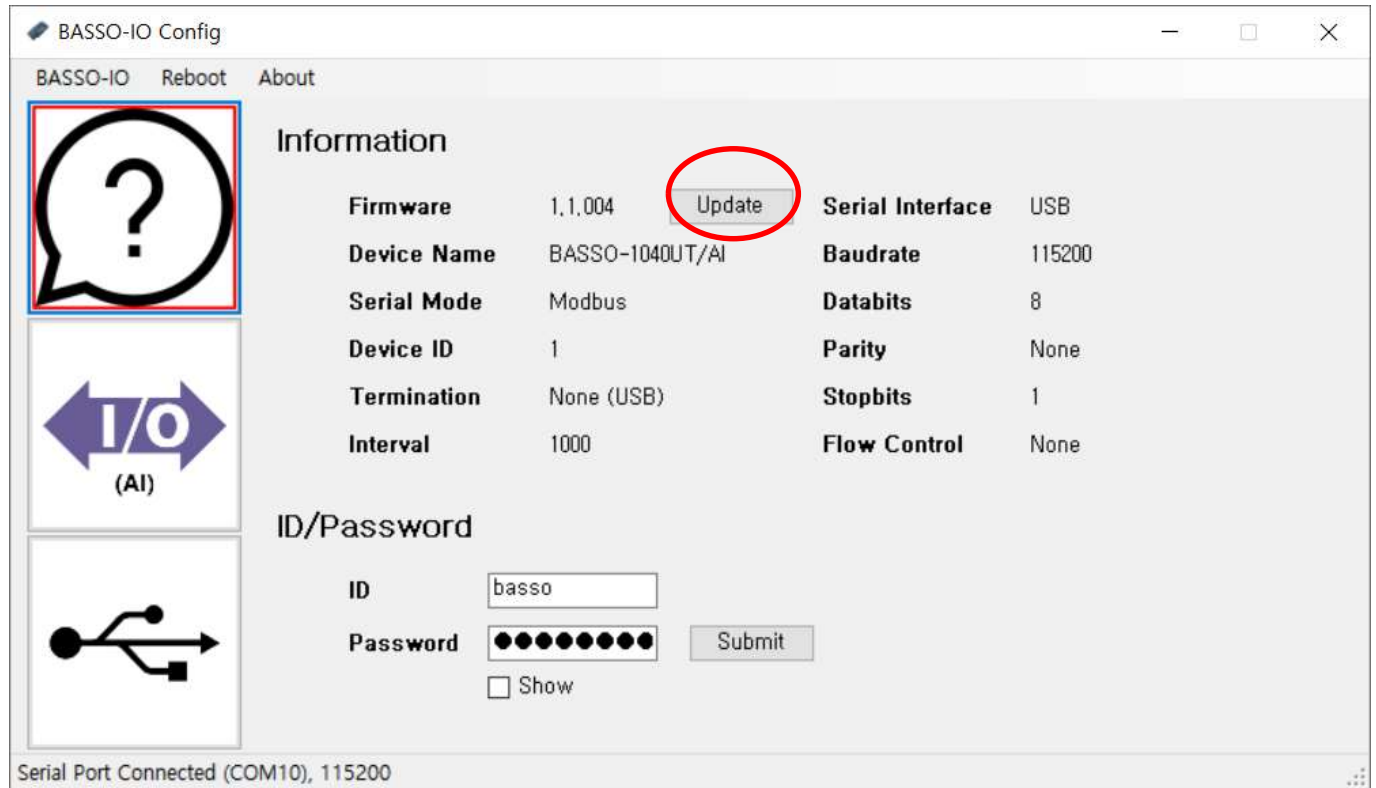 BASSO-IO Config
BASSO-IO Reboot About
?
Information
Firmware 1,1,004 Update Serial Interface USB
Device Name BASSO-1040UT/AI Baudrate 115200
Serial Mode Modbus Databits 8
Device ID 1 Parity None
Termination None (USB) Stopbits 1
Interval 1000 Flow Control None
I/O
(AI)
ID/Password
ID basso
Password ●●●●●●●● Submit
Show
Serial Port Connected (COM10), 115200